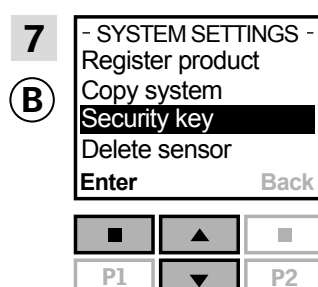 7
B
- SYSTEM SETTINGS -
Register product
Copy system
Security key
Delete sensor
Enter Back
P1 P2